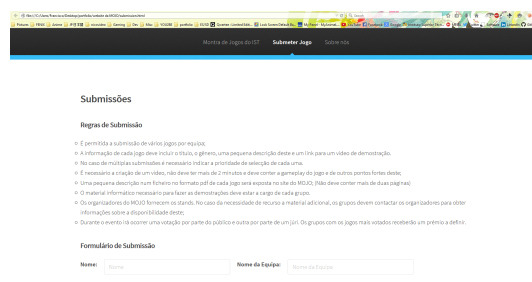 Montra de Jogos do IST Submeter Jogo Sobre nós
Submissões
Regras de Submissão
É permitida a submissão de vários jogos por equipa;
A informação de cada jogo deve incluir o título, o género, uma pequena descrição deste e um link para um vídeo de demostração.
No caso de múltiplas submissões é necessário indicar a prioridade de selecção de cada uma.
É necessário a criação de um vídeo, não deve ter mais de 2 minutos e deve conter a gameplay do jogo e de outros pontos fortes deste;
Uma pequena descrição num ficheiro no formato pdf de cada jogo será exposta no site do MOJO; (Não deve conter mais de duas páginas)
O material informático necessário para fazer as demostrações deve estar a cargo de cada grupo.
Os organizadores do MOJO fornecem os stands. No caso da necessidade de recurso a material adicional, os grupos devem contactar os organizadores para obter
informações sobre a disponibilidade deste;
Durante o evento irá ocorrer uma votação por parte do público e outra por parte de um júri. Os grupos com os jogos mais votados receberão um prémio a definir.
Formulário de Submissão
Nome: Nome Nome da Equipa: Nome da Equipa